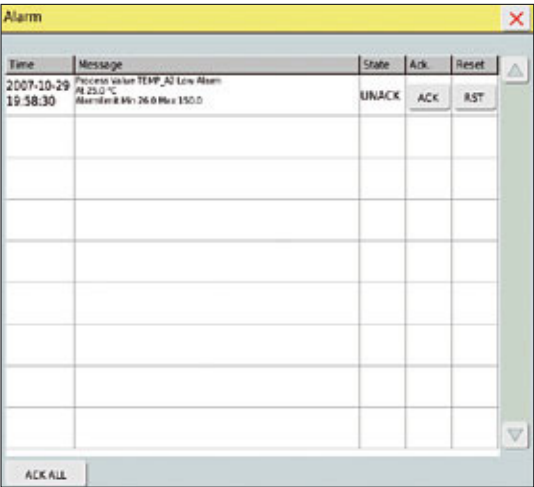 Alarm
Time Message State Ack. Reset
2007-10-29
19:58:30
Process Value TEMP_A2 Low Alarm
At 25.0 °C
Alarmlimit Min 26.0 Max 150.0
UNACK ACK RST
ACK ALL